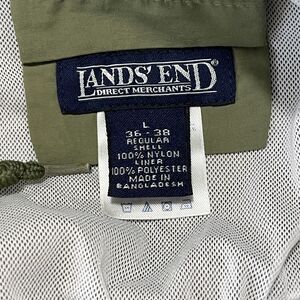 LANDS' END®
DIRECT MERCHANTS
L
36 - 38
REGULAR
SHELL
100% NYLON
LINER
100% POLYESTER
MADE IN
BANGLADESH